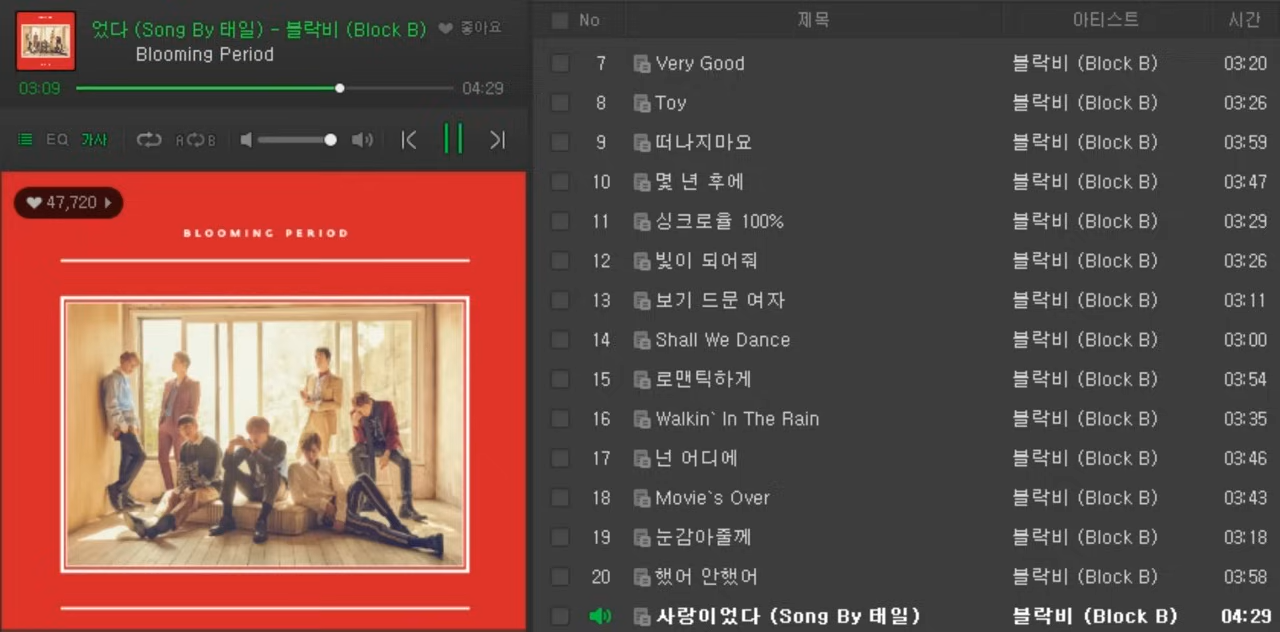 었다 (Song By 태일) - 블락비 (Block B) 좋아요
Blooming Period
03:09 04:29
EQ 가사 A B
47,720
BLOOMING PERIOD
No 제목 아티스트 시간
7 Very Good 블락비 (Block B) 03:20
8 Toy 블락비 (Block B) 03:26
9 떠나지마요 블락비 (Block B) 03:59
10 몇 년 후에 블락비 (Block B) 03:47
11 싱크로율 100% 블락비 (Block B) 03:29
12 빛이 되어줘 블락비 (Block B) 03:26
13 보기 드문 여자 블락비 (Block B) 03:11
14 Shall We Dance 블락비 (Block B) 03:00
15 로맨틱하게 블락비 (Block B) 03:54
16 Walkin` In The Rain 블락비 (Block B) 03:35
17 넌 어디에 블락비 (Block B) 03:46
18 Movie`s Over 블락비 (Block B) 03:43
19 눈감아줄께 블락비 (Block B) 03:18
20 했어 안했어 블락비 (Block B) 03:58
사랑이었다 (Song By 태일) 블락비 (Block B) 04:29